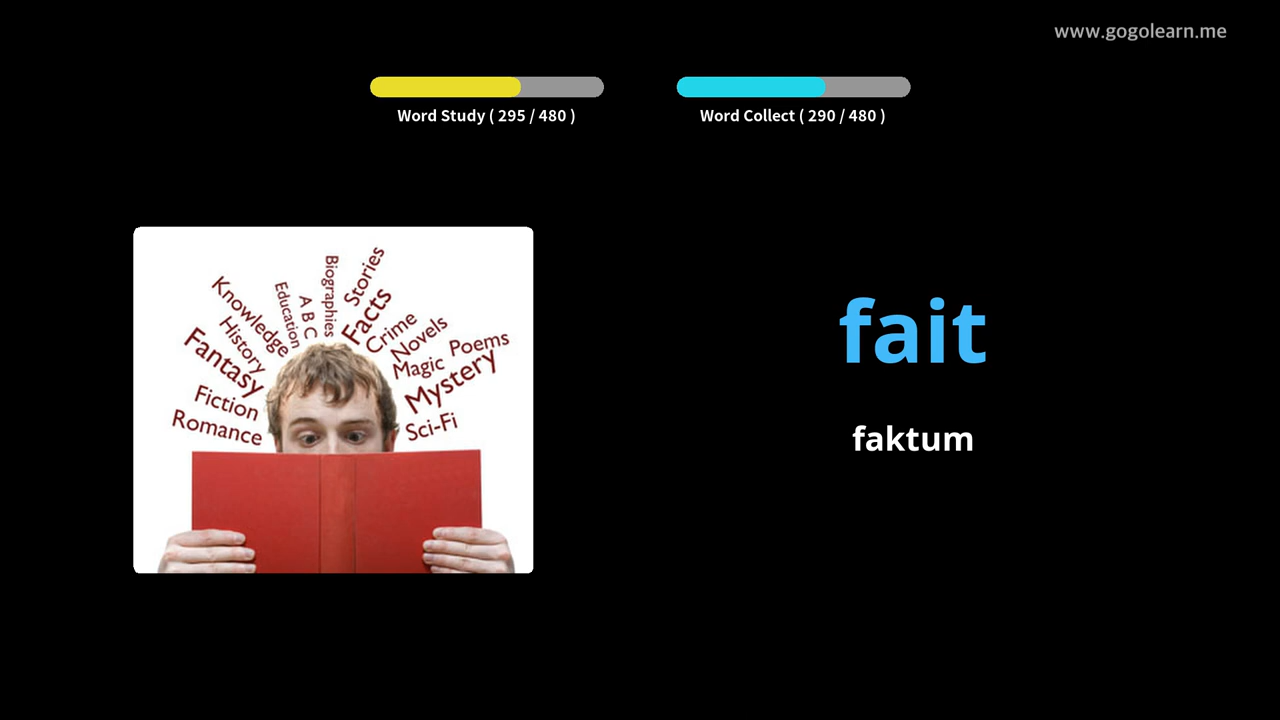 www.gogolearn.me
Word Study ( 295 / 480 )
Word Collect ( 290 / 480 )
Biographies
Stories
Education
A B C
Facts
Knowledge
Crime
History
Novels
Fantasy
Magic
Poems
Mystery
Fiction
Romance
Sci-Fi
fait
faktum